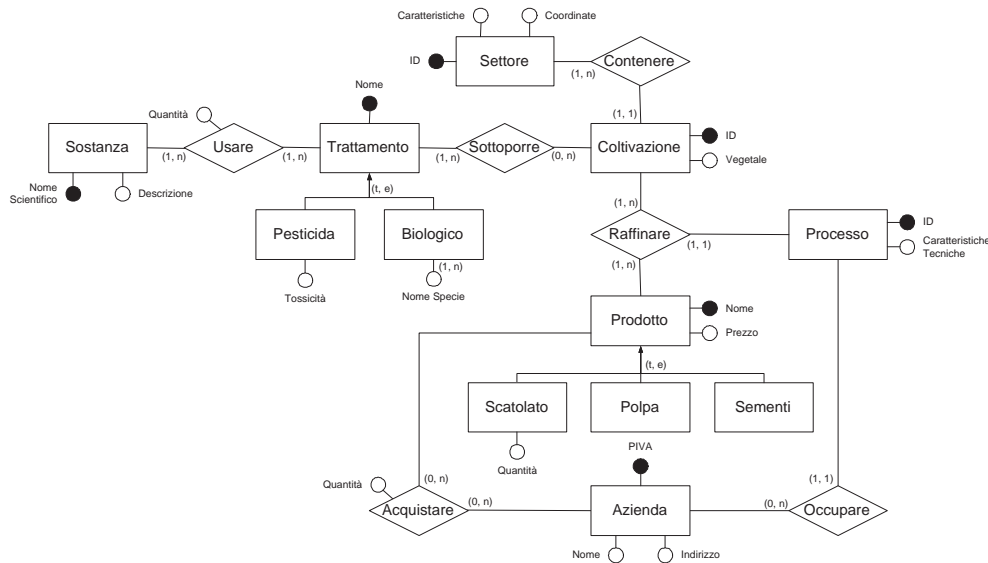 Caratteristiche
Coordinate
ID
Settore
(1, n)
Contenere
(1, 1)
Nome
Quantità
Sostanza
(1, n)
Usare
(1, n)
Trattamento
(1, n)
Sottoporre
(0, n)
Coltivazione
ID
Vegetale
Nome
Scientifico
Descrizione
(t, e)
Pesticida
Biologico
(1, n)
Tossicità
Nome Specie
(1, n)
Raffinare
(1, 1)
(1, n)
Processo
ID
Caratteristiche
Tecniche
Prodotto
Nome
Prezzo
(t, e)
Scatolato
Polpa
Sementi
Quantità
PIVA
Quantità
(0, n)
Acquistare
(0, n)
Azienda
(0, n)
(1, 1)
Occupare
Nome
Indirizzo